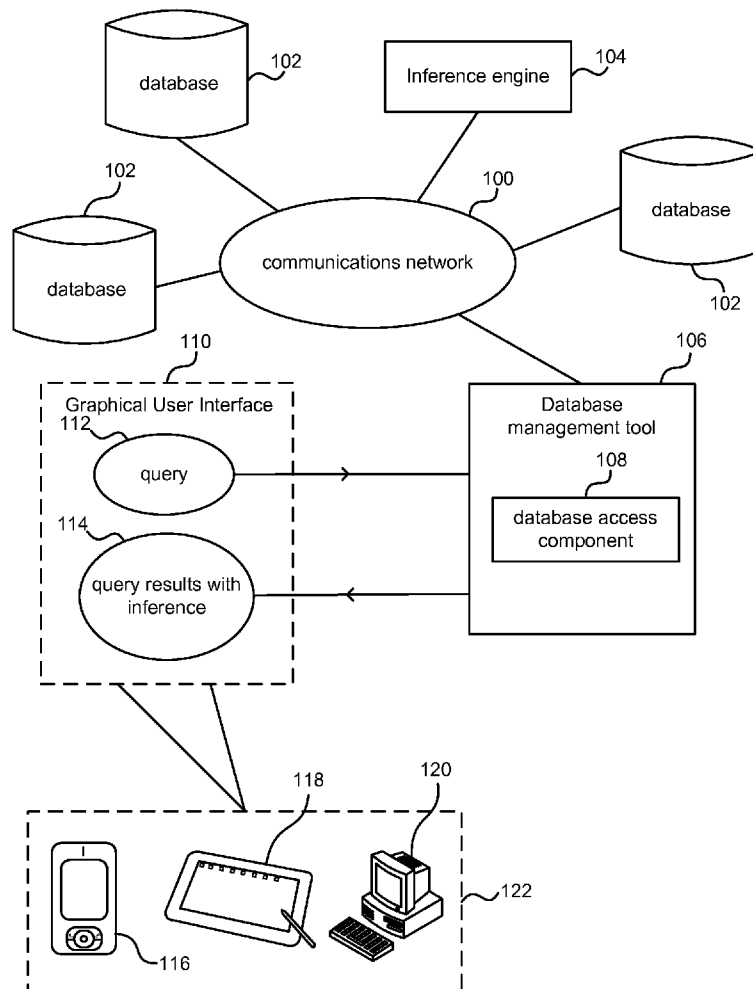 102
database
Inference engine
104
102
database
100
communications network
database
102
110
106
Graphical User Interface
112
query
114
query results with
inference
Database
management tool
108
database access
component
118
120
122
116